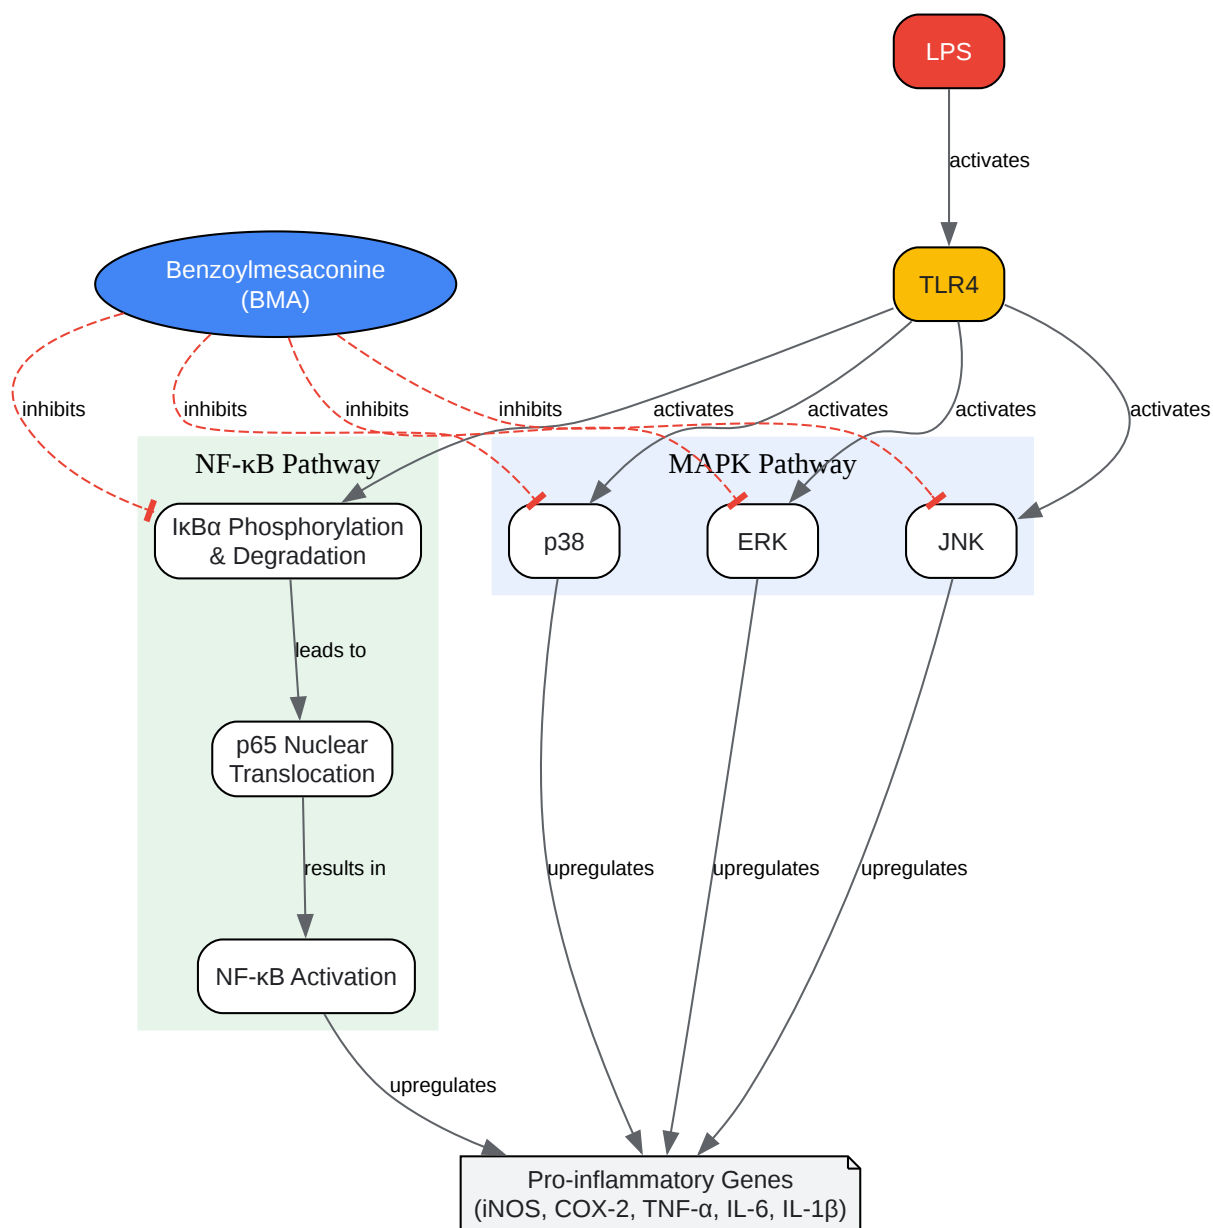 LPS
activates
Benzoylmesaconine
(BMA)
TLR4
inhibits
inhibits
inhibits
inhibits
activates
activates
activates
activates
NF-κB Pathway
MAPK Pathway
IκBα Phosphorylation
& Degradation
p38
ERK
JNK
leads to
p65 Nuclear
Translocation
results in
upregulates
upregulates
upregulates
NF-κB Activation
upregulates
Pro-inflammatory Genes
(iNOS, COX-2, TNF-α, IL-6, IL-1β)